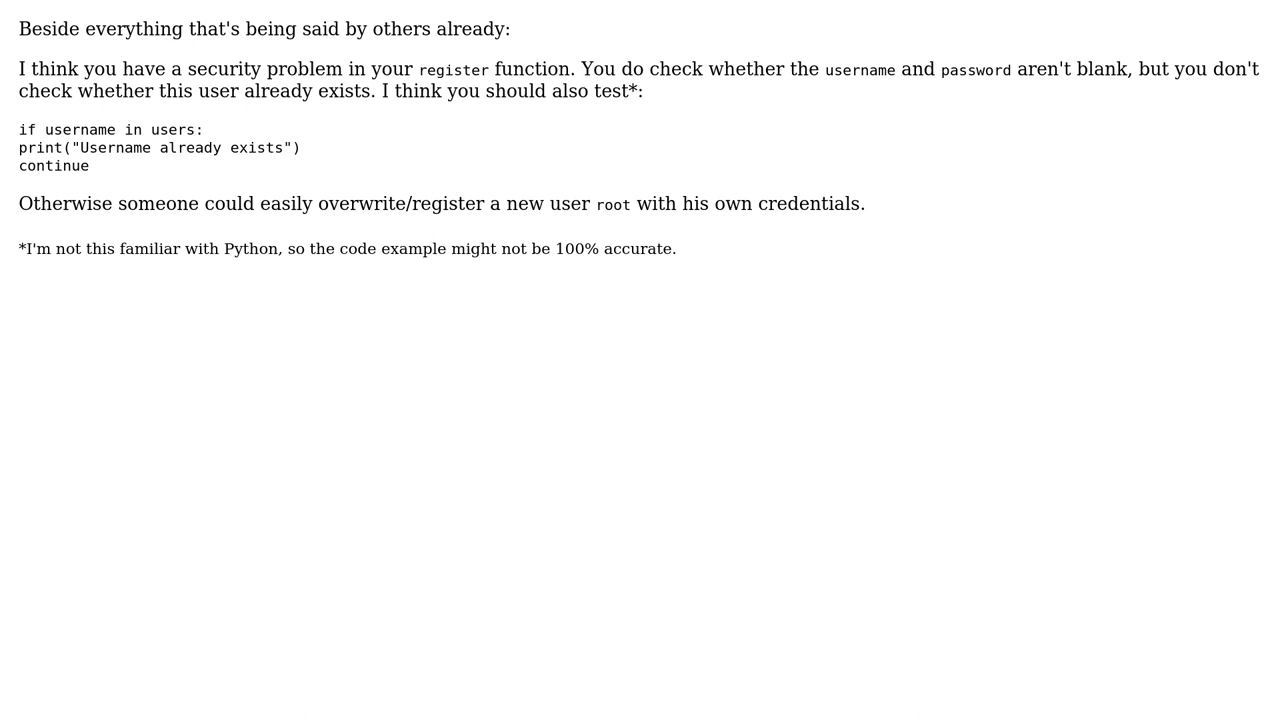 Beside everything that's being said by others already:
I think you have a security problem in your register function. You do check whether the username and password aren't blank, but you don't
check whether this user already exists. I think you should also test*:
if username in users:
print("Username already exists")
continue
Otherwise someone could easily overwrite/register a new user root with his own credentials.
*I'm not this familiar with Python, so the code example might not be 100% accurate.